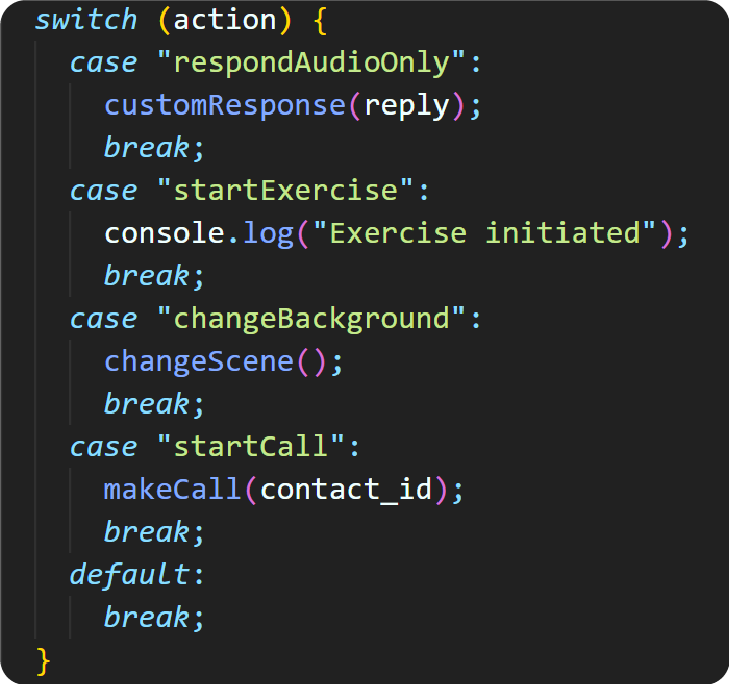 switch (action) {
  case "respondAudioOnly":
    customResponse(reply);
    break;
  case "startExercise":
    console.log("Exercise initiated");
    break;
  case "changeBackground":
    changeScene();
    break;
  case "startCall":
    makeCall(contact_id);
    break;
  default:
    break;
}